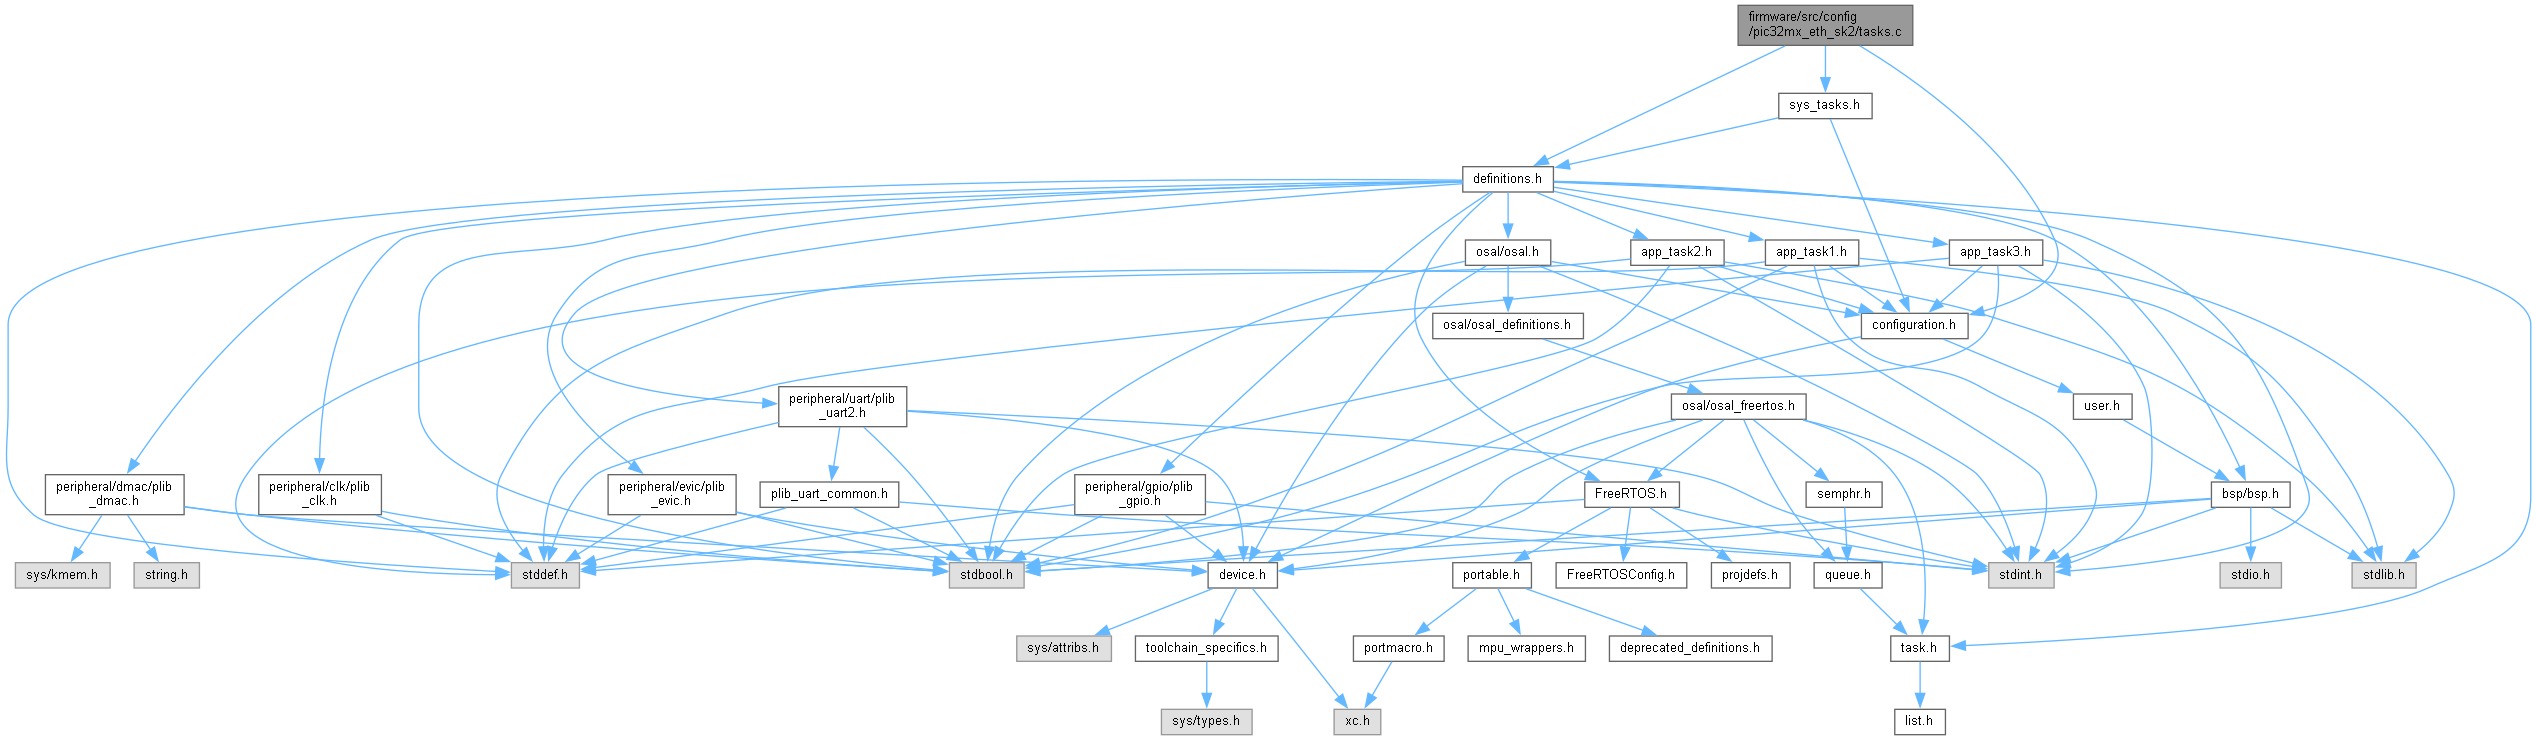 firmware/src/config
/pic32mx_eth_sk2/tasks.c
sys_tasks.h
definitions.h
osal/osal.h
app_task2.h
app_task1.h
app_task3.h
osal/osal_definitions.h
configuration.h
peripheral/uart/plib
_uart2.h
osal/osal_freertos.h
user.h
peripheral/dmac/plib
_dmac.h
peripheral/clk/plib
_clk.h
peripheral/evic/plib
_evic.h
plib_uart_common.h
peripheral/gpio/plib
_gpio.h
FreeRTOS.h
semphr.h
bsp/bsp.h
sys/kmem.h
string.h
stddef.h
stdbool.h
device.h
portable.h
FreeRTOSConfig.h
projdefs.h
queue.h
stdint.h
stdio.h
stdlib.h
sys/attribs.h
toolchain_specifics.h
portmacro.h
mpu_wrappers.h
deprecated_definitions.h
task.h
sys/types.h
xc.h
list.h